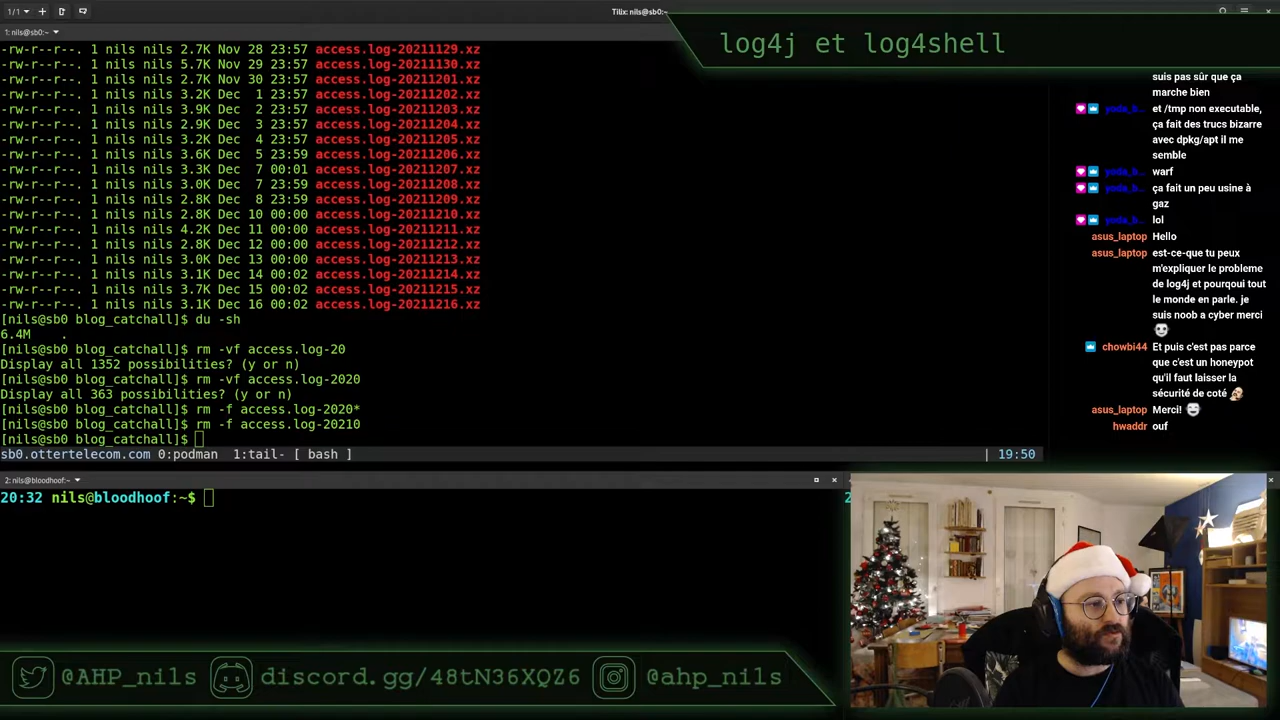 1/1
Tilix: nils@sb0:~
log4j et log4shell
1: nils@sb0:~
-rw-r--r--. 1 nils nils 2.7K Nov 28 23:57 access.log-20211129.xz
-rw-r--r--. 1 nils nils 5.7K Nov 29 23:57 access.log-20211130.xz
-rw-r--r--. 1 nils nils 2.7K Nov 30 23:57 access.log-20211201.xz
-rw-r--r--. 1 nils nils 3.2K Dec  1 23:57 access.log-20211202.xz
-rw-r--r--. 1 nils nils 3.9K Dec  2 23:57 access.log-20211203.xz
-rw-r--r--. 1 nils nils 2.9K Dec  3 23:57 access.log-20211204.xz
-rw-r--r--. 1 nils nils 3.2K Dec  4 23:57 access.log-20211205.xz
-rw-r--r--. 1 nils nils 3.6K Dec  5 23:59 access.log-20211206.xz
-rw-r--r--. 1 nils nils 3.3K Dec  7 00:01 access.log-20211207.xz
-rw-r--r--. 1 nils nils 3.0K Dec  7 23:59 access.log-20211208.xz
-rw-r--r--. 1 nils nils 2.8K Dec  8 23:59 access.log-20211209.xz
-rw-r--r--. 1 nils nils 2.8K Dec 10 00:00 access.log-20211210.xz
-rw-r--r--. 1 nils nils 4.2K Dec 11 00:00 access.log-20211211.xz
-rw-r--r--. 1 nils nils 2.8K Dec 12 00:00 access.log-20211212.xz
-rw-r--r--. 1 nils nils 3.0K Dec 13 00:00 access.log-20211213.xz
-rw-r--r--. 1 nils nils 3.1K Dec 14 00:02 access.log-20211214.xz
-rw-r--r--. 1 nils nils 3.7K Dec 15 00:02 access.log-20211215.xz
-rw-r--r--. 1 nils nils 3.1K Dec 16 00:02 access.log-20211216.xz
[nils@sb0 blog_catchall]$ du -sh
6.4M    .
[nils@sb0 blog_catchall]$ rm -vf access.log-20
Display all 1352 possibilities? (y or n)
[nils@sb0 blog_catchall]$ rm -vf access.log-2020
Display all 363 possibilities? (y or n)
[nils@sb0 blog_catchall]$ rm -f access.log-2020*
[nils@sb0 blog_catchall]$ rm -f access.log-20210
[nils@sb0 blog_catchall]$
sb0.ottertelecom.com 0:podman  1:tail- [ bash ] | 19:50
suis pas sûr que ça
marche bien
yoda_b... et /tmp non executable,
ça fait des trucs bizarre
avec dpkg/apt il me
semble
yoda_b... warf
yoda_b... ça fait un peu usine à
gaz
yoda_b... lol
asus_laptop Hello
asus_laptop est-ce-que tu peux
m'expliquer le probleme
de log4j et pourqoui tout
le monde en parle. je
suis noob a cyber merci
chowbi44 Et puis c'est pas parce
que c'est un honeypot
qu'il faut laisser la
sécurité de coté
asus_laptop Merci!
hwaddr ouf
2: nils@bloodhoof:~
20:32 nils@bloodhoof:~$
2
@AHP_nils
discord.gg/48tN36XQZ6
@ahp_nils